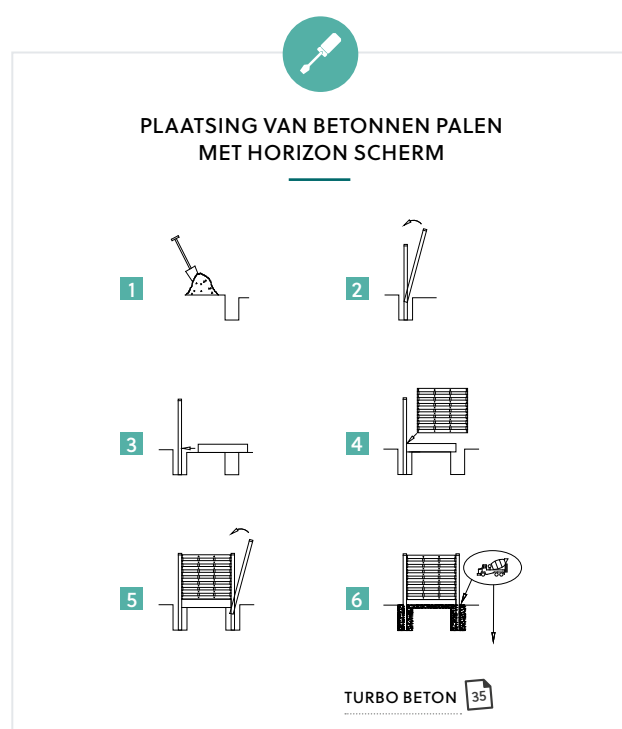 PLAATSING VAN BETONNEN PALEN
MET HORIZON SCHERM
1
2
3
4
5
6
TURBO BETON 35